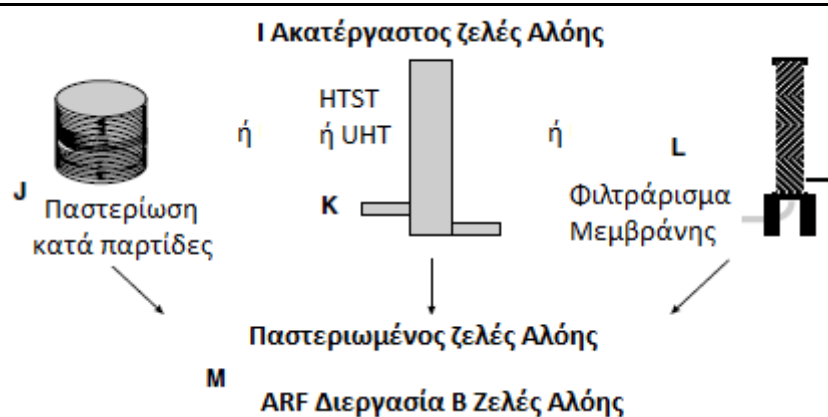 Ι Ακατέργαστος ζελές Αλόης
HTST
ή UHT
ή
ή
J
Παστερίωση
κατά παρτίδες
K
L
Φιλτράρισμα
Μεμβράνης
Παστεριωμένος ζελές Αλόης
M
ARF Διεργασία Β Ζελές Αλόης